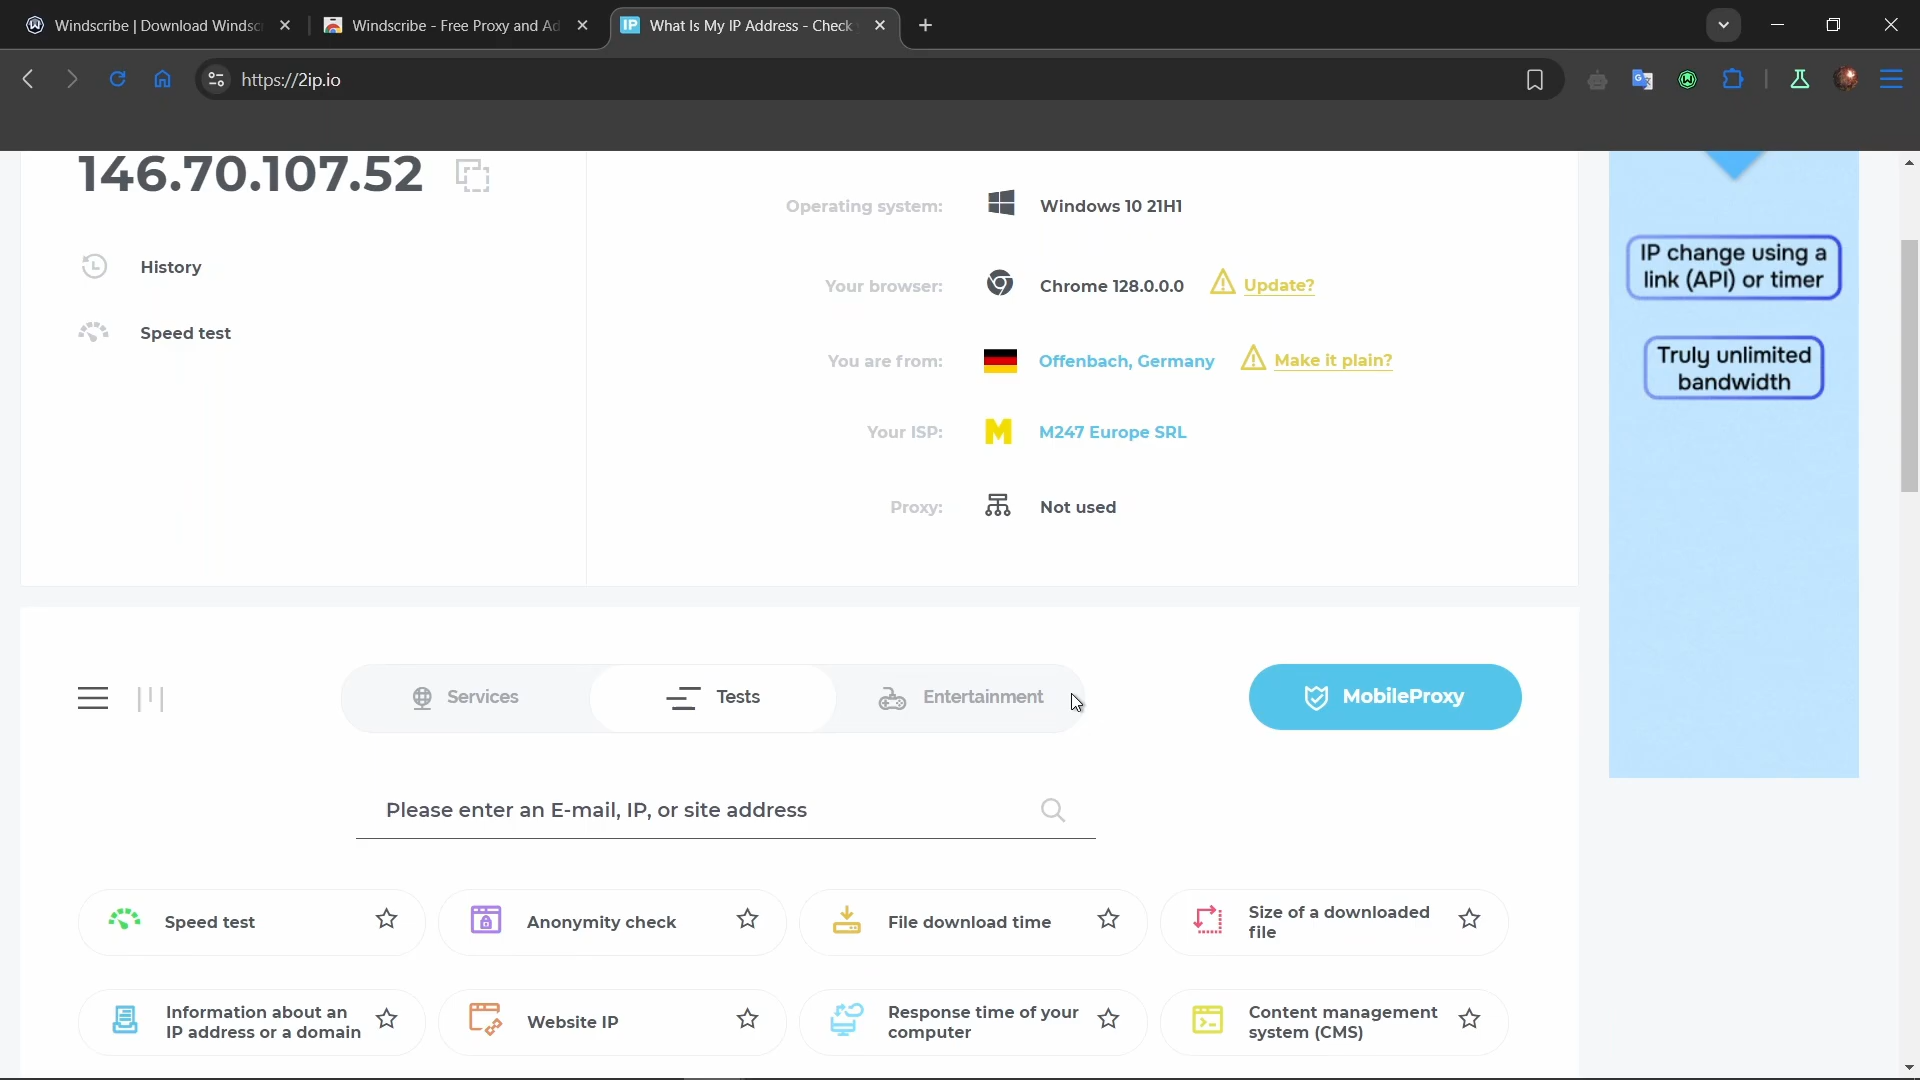 Windscribe | Download Windsc
Windscribe - Free Proxy and Ad
IP What Is My IP Address - Check
https://2ip.io
146.70.107.52
History
Speed test
Operating system: Windows 10 21H1
Your browser: Chrome 128.0.0.0 Update?
You are from: Offenbach, Germany Make it plain?
Your ISP: M M247 Europe SRL
Proxy: Not used
IP change using a
link (API) or timer
Truly unlimited
bandwidth
Services Tests Entertainment MobileProxy
Please enter an E-mail, IP, or site address
Speed test
Anonymity check
File download time
Size of a downloaded
file
Information about an
IP address or a domain
Website IP
Response time of your
computer
Content management
system (CMS)